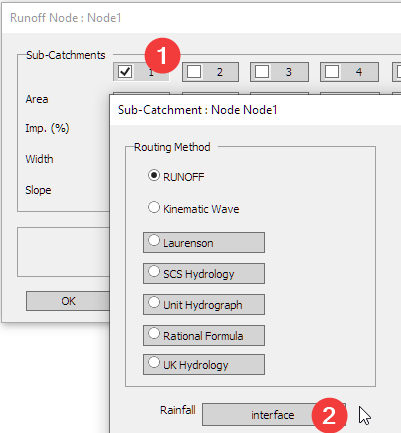 Runoff Node : Node1
Sub-Catchments
1
1 2 3 4
Area
Imp. (%)
Width
Slope
OK
Sub-Catchment : Node Node1
Routing Method
RUNOFF
Kinematic Wave
Laurenson
SCS Hydrology
Unit Hydrograph
Rational Formula
UK Hydrology
Rainfall interface 2